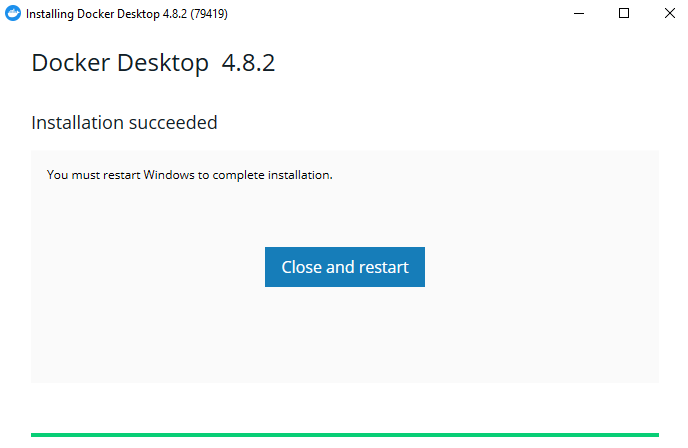 Installing Docker Desktop 4.8.2 (79419)
Docker Desktop 4.8.2
Installation succeeded
You must restart Windows to complete installation.
Close and restart